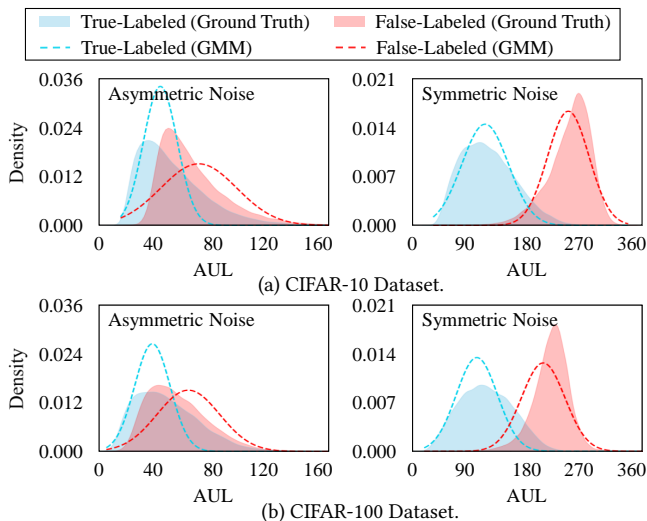 True-Labeled (Ground Truth) False-Labeled (Ground Truth)
True-Labeled (GMM) False-Labeled (GMM)
0.036 0.021
Asymmetric Noise Symmetric Noise
0.024 0.014
Density
0.012 0.007
0.000 0.000
0 40 80 120 160 0 90 180 270 360
AUL AUL
(a) CIFAR-10 Dataset.
0.036 0.021
Asymmetric Noise Symmetric Noise
0.024 0.014
Density
0.012 0.007
0.000 0.000
0 40 80 120 160 0 90 180 270 360
AUL AUL
(b) CIFAR-100 Dataset.